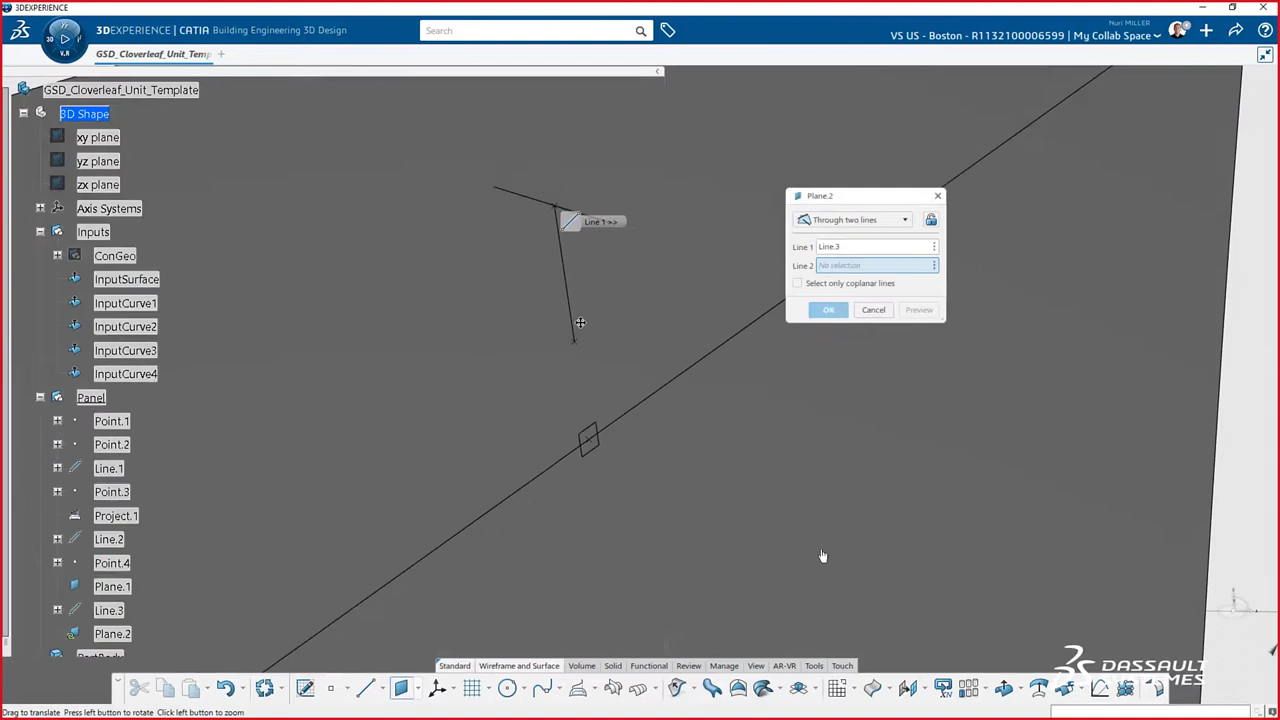 3DEXPERIENCE
3DEXPERIENCE | CATIA Building Engineering 3D Design
Search
Nuri MILLER
VS US - Boston - R1132100006599 | My Collab Space
3D
V.R
GSD_Cloverleaf_Unit_Temp
GSD_Cloverleaf_Unit_Template
3D Shape
xy plane
yz plane
zx plane
Axis Systems
Inputs
ConGeo
InputSurface
InputCurve1
InputCurve2
InputCurve3
InputCurve4
Panel
Point.1
Point.2
Line.1
Point.3
Project.1
Line.2
Point.4
Plane.1
Line.3
Plane.2
Line 1 >>
Plane.2
Through two lines
Line 1 Line.3
Line 2 No selection
Select only coplanar lines
OK Cancel Preview
Standard Wireframe and Surface Volume Solid Functional Review Manage View AR-VR Tools Touch
DASSAULT
SYSTEMES
Drag to translate Press left button to rotate Click left button to zoom